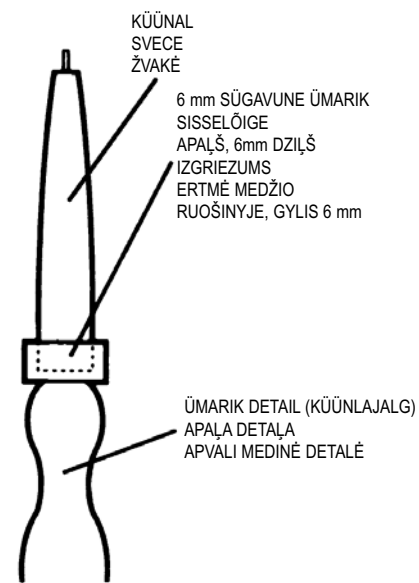 KÜÜNAL
SVECE
ŽVAKĖ
6 mm SÜGAVUNE ÜMARIK
SISSELÕIGE
APAĻŠ, 6mm DZIĻŠ
IZGRIEZUMS
ERTMĖ MEDŽIO
RUOŠINYJE, GYLIS 6 mm
ÜMARIK DETAIL (KÜÜNLAJALG)
APAĻA DETAĻA
APVALI MEDINĖ DETALĖ